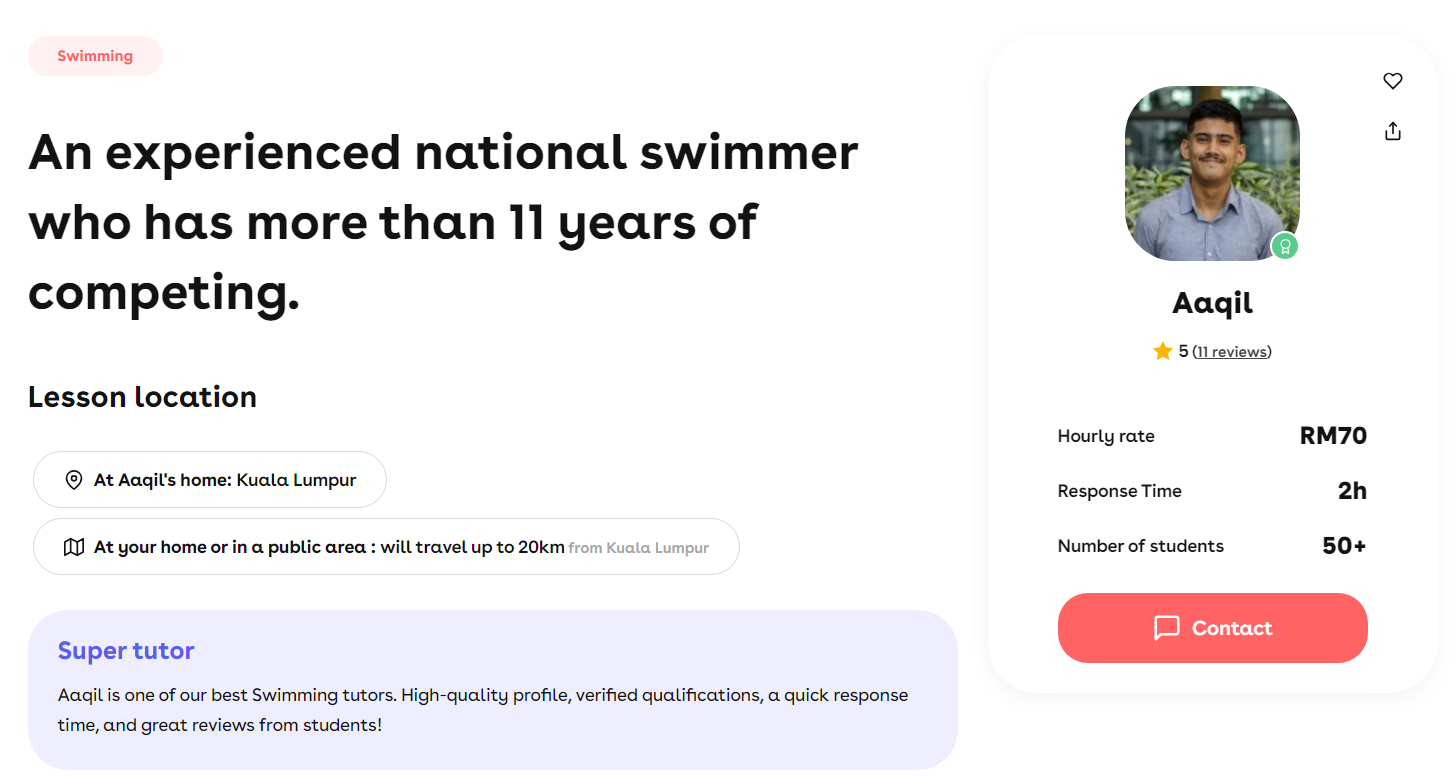 Swimming
An experienced national swimmer
who has more than 11 years of
competing.
Lesson location
At Aaqil's home: Kuala Lumpur
At your home or in a public area : will travel up to 20km from Kuala Lumpur
Super tutor
Aaqil is one of our best Swimming tutors. High-quality profile, verified qualifications, a quick response
time, and great reviews from students!
Aaqil
5 (11 reviews)
Hourly rate RM70
Response Time 2h
Number of students 50+
Contact